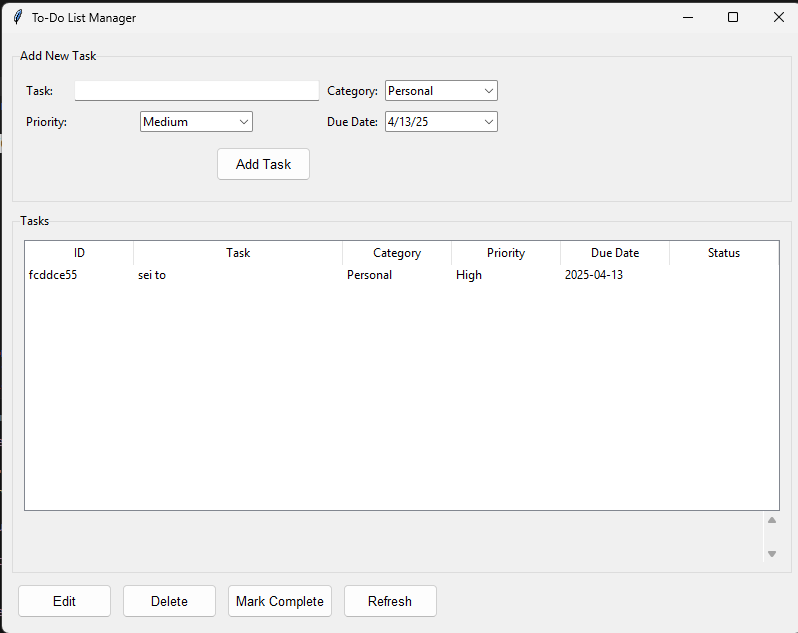 To-Do List Manager
Add New Task
Task: Category: Personal
Priority: Medium Due Date: 4/13/25
Add Task
Tasks
ID Task Category Priority Due Date Status
fcddce55 sei to Personal High 2025-04-13
Edit Delete Mark Complete Refresh